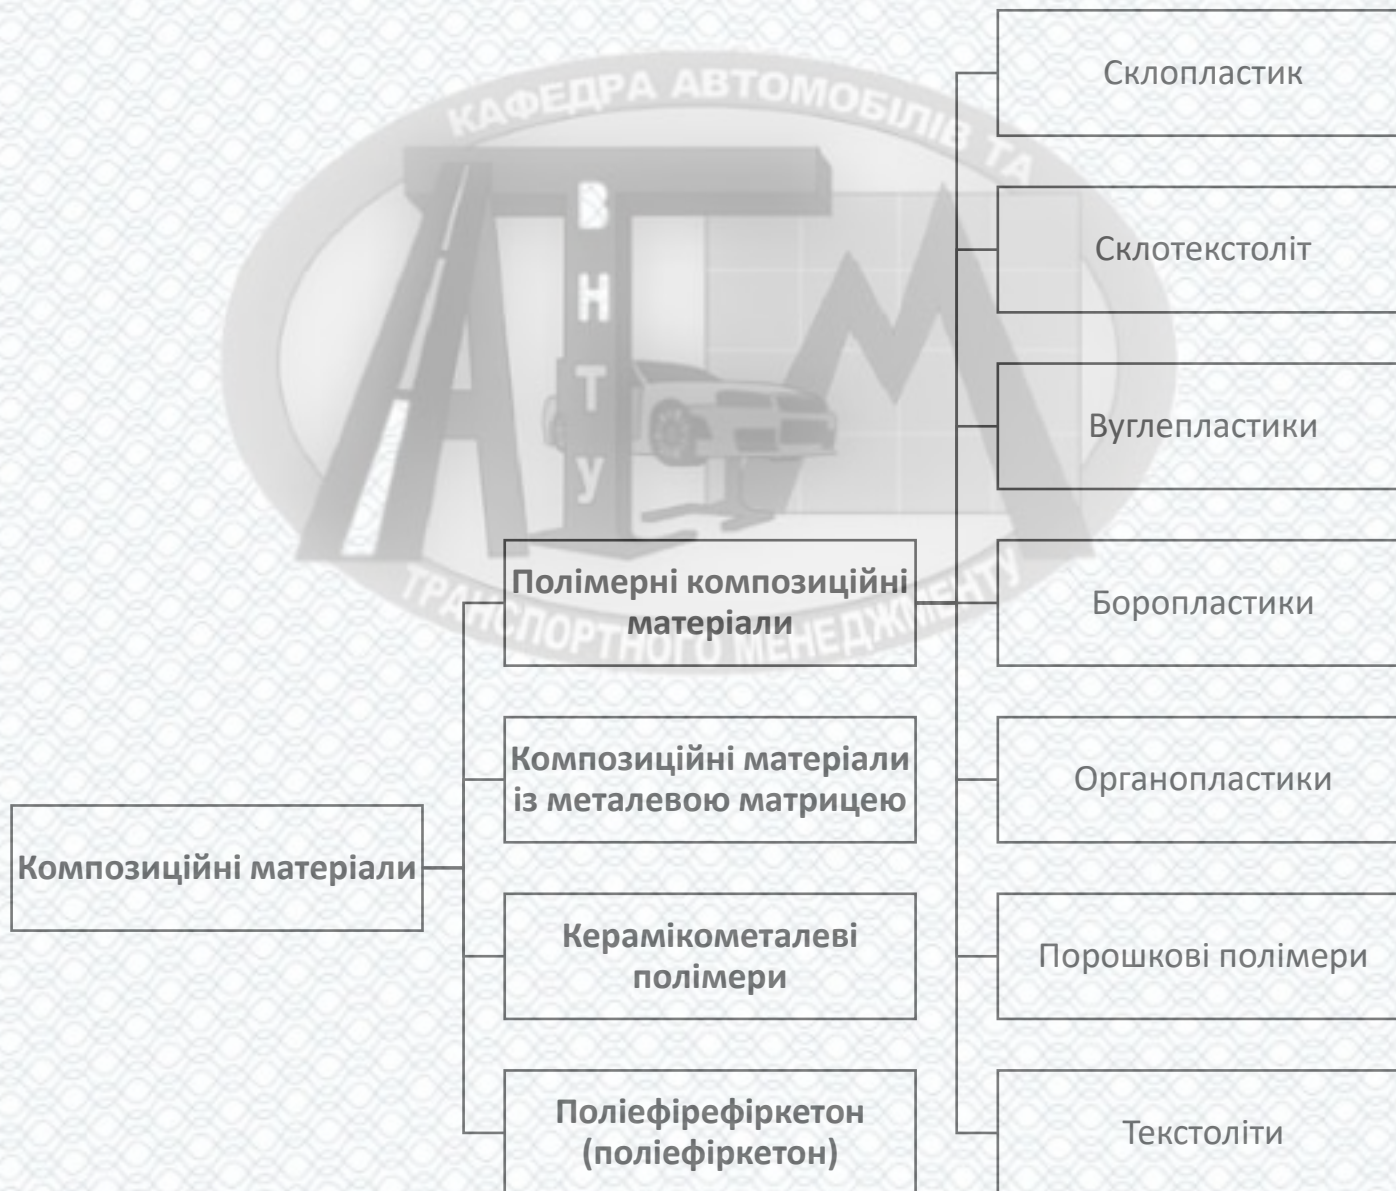 КАФЕДРА АВТОМОБІЛІВ ТА
ТРАНСПОРТНОГО МЕНЕДЖМЕНТУ
В
Н
Т
У
Композиційні матеріали
Полімерні композиційні
матеріали
Композиційні матеріали
із металевою матрицею
Керамікометалеві
полімери
Поліефірефіркетон
(поліефіркетон)
Склопластик
Склотекстоліт
Вуглепластики
Боропластики
Органопластики
Порошкові полімери
Текстоліти